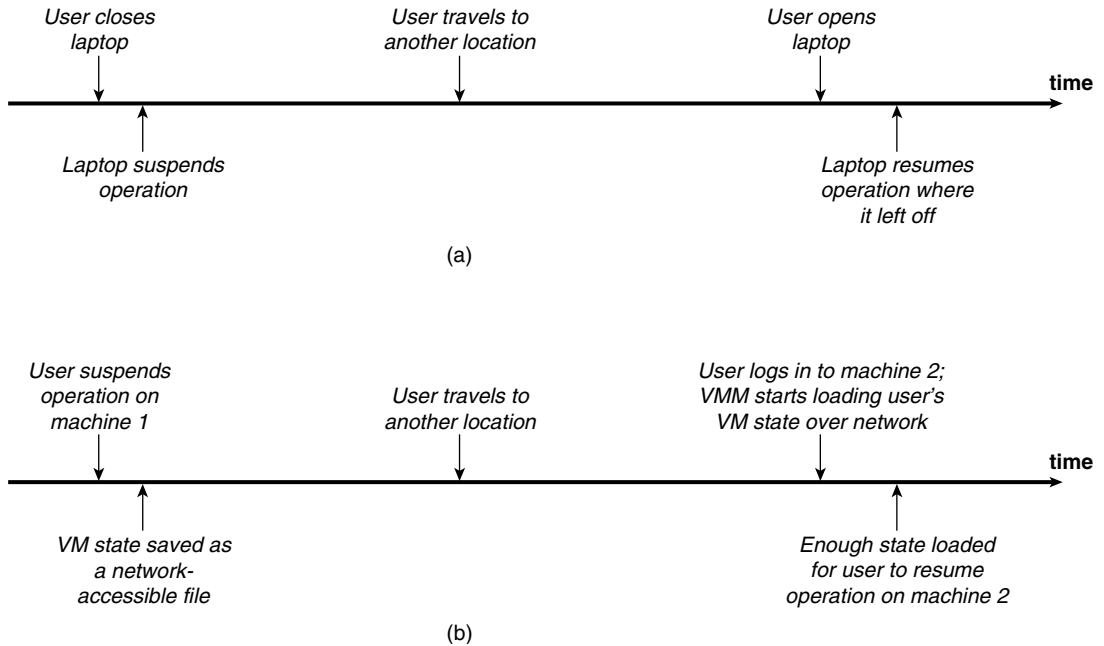 User closes
laptop
User travels to
another location
User opens
laptop
time
Laptop suspends
operation
Laptop resumes
operation where
it left off
(a)
User suspends
operation on
machine 1
User travels to
another location
User logs in to machine 2;
VMM starts loading user's
VM state over network
time
VM state saved as
a network-
accessible file
Enough state loaded
for user to resume
operation on machine 2
(b)